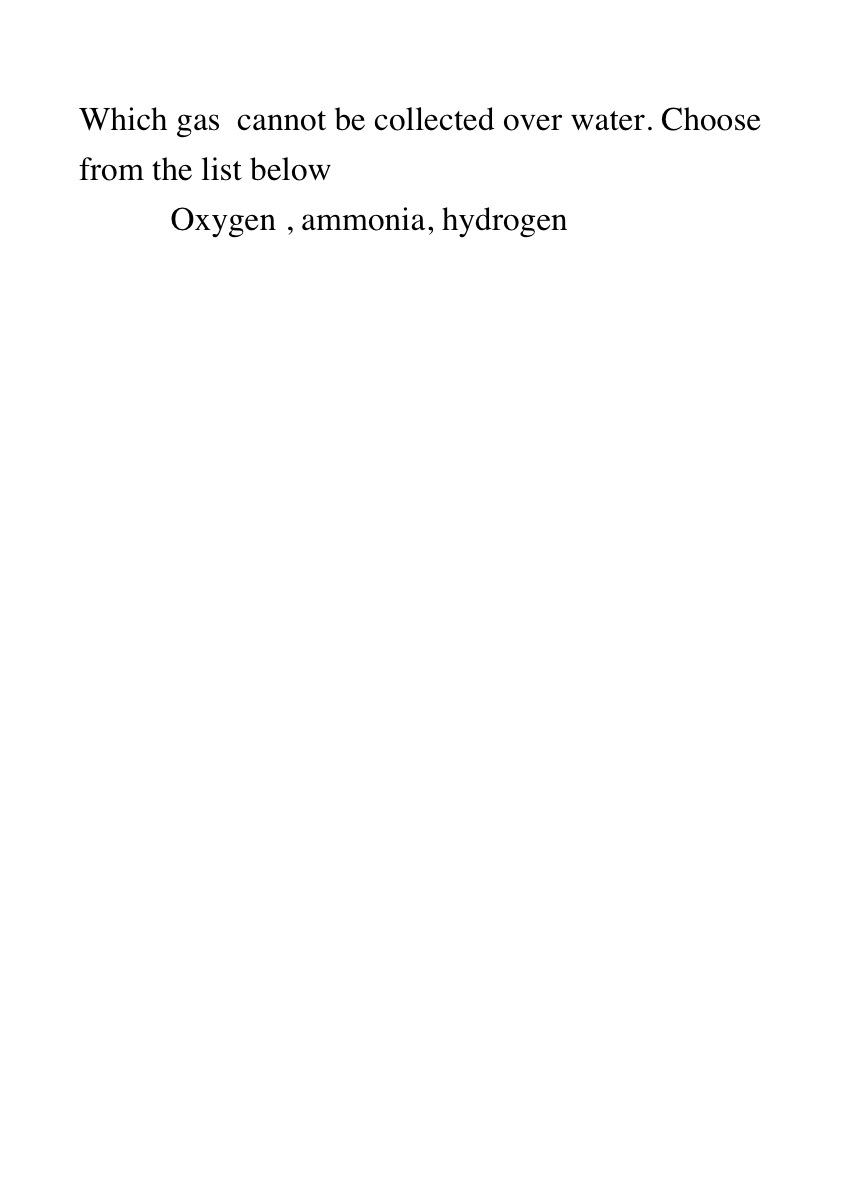 Which gas  cannot be collected over water. Choose
from the list below
Oxygen , ammonia, hydrogen